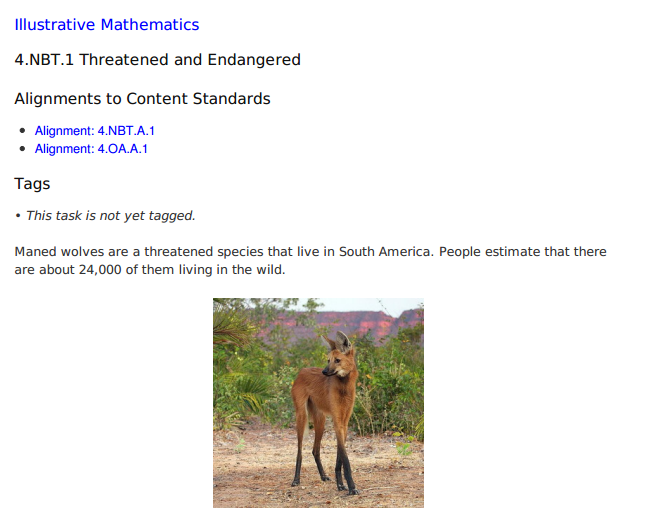 Illustrative Mathematics
4.NBT.1 Threatened and Endangered
Alignments to Content Standards
• Alignment: 4.NBT.A.1
• Alignment: 4.OA.A.1
Tags
• This task is not yet tagged.
Maned wolves are a threatened species that live in South America. People estimate that there
are about 24,000 of them living in the wild.